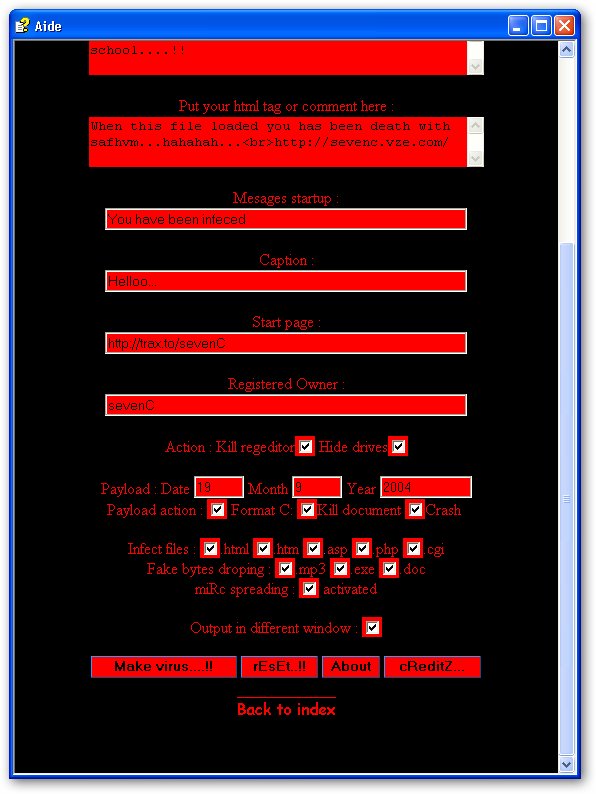 Aide
school....!!
Put your html tag or comment here :
When this file loaded you has been death with
safhvm...hahahah...<br>http://sevenc.vze.com/
Mesages startup :
You have been infeced
Caption :
Helloo...
Start page :
http://trax.to/sevenC
Registered Owner :
sevenC
Action : Kill regeditor Hide drives
Payload : Date 19 Month 9 Year 2004
Payload action : Format C: Kill document Crash
Infect files : .html .htm .asp .php .cgi
Fake bytes droping : .mp3 .exe .doc
miRc spreading : activated
Output in different window :
Make virus....!! rEsEt..!! About cReditZ...
Back to index